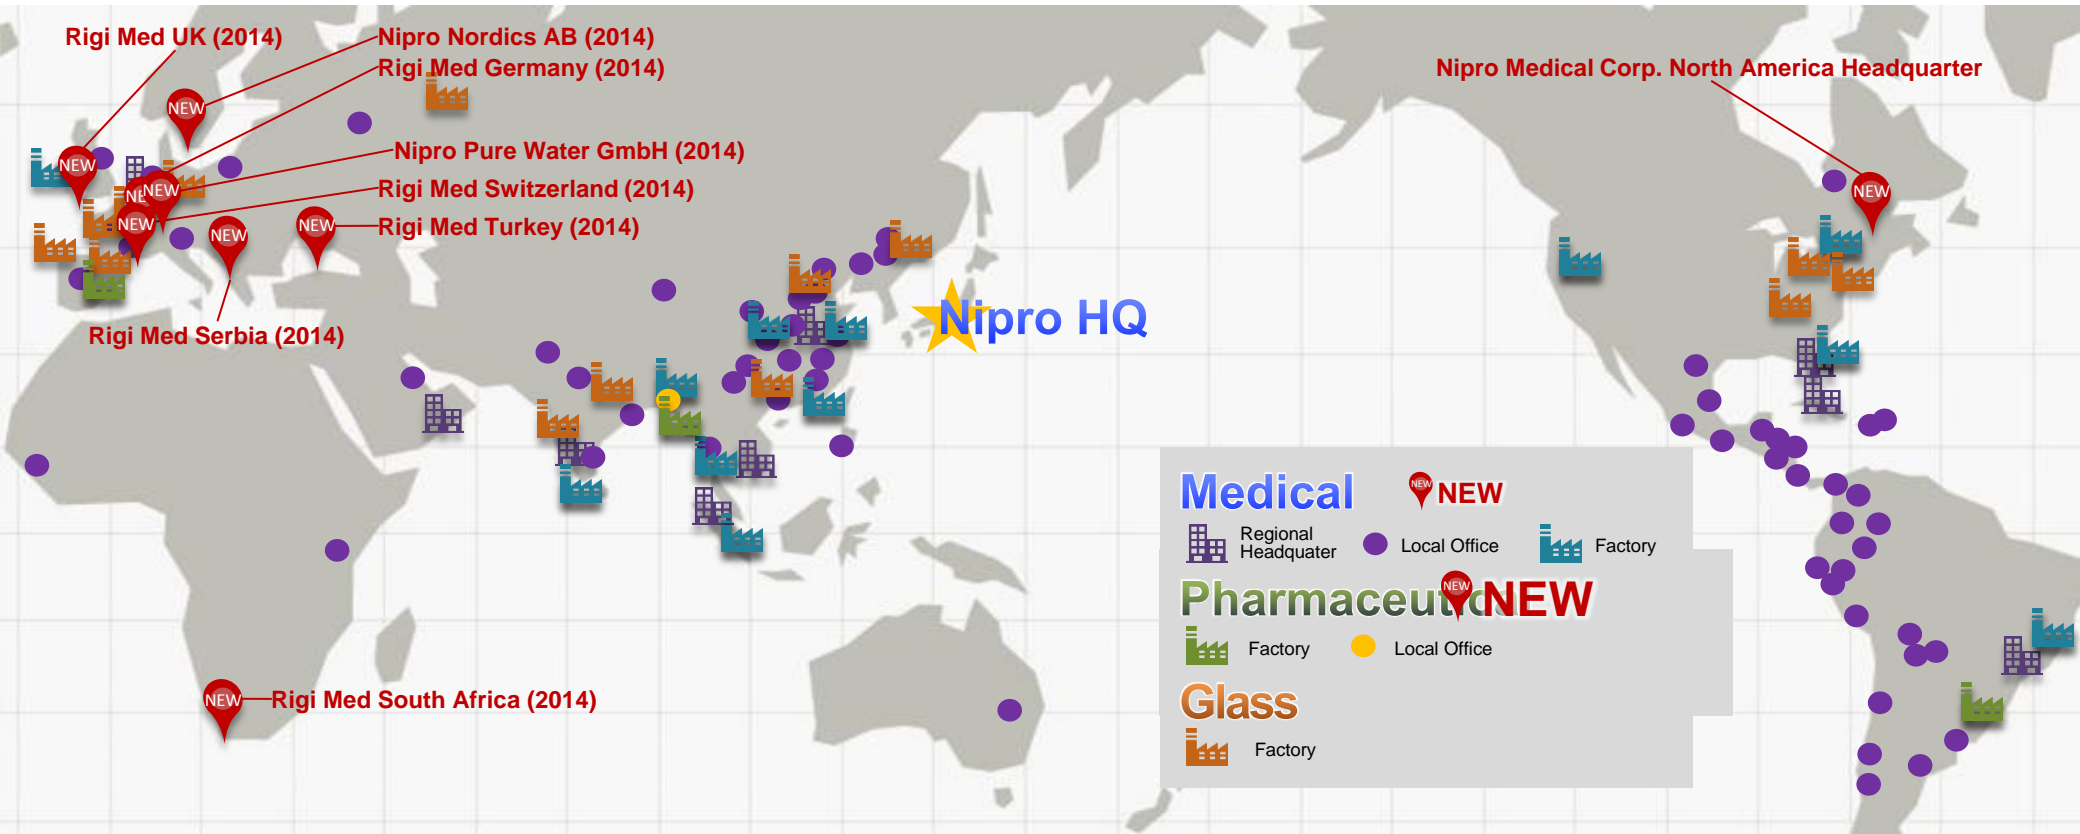 Rigi Med UK (2014)
Nipro Nordics AB (2014)
Rigi Med Germany (2014)
Nipro Medical Corp. North America Headquarter
NEW
NEW
Nipro Pure Water GmbH (2014)
NEW
Rigi Med Switzerland (2014)
NEW
NEW
NEW
NEW
NEW
Rigi Med Turkey (2014)
Nipro HQ
Rigi Med Serbia (2014)
Medical
NEW
NEW
Regional
Headquater
Local Office
Factory
Pharmaceutical
NEW
NEW
Factory
Local Office
Glass
Factory
NEW
Rigi Med South Africa (2014)